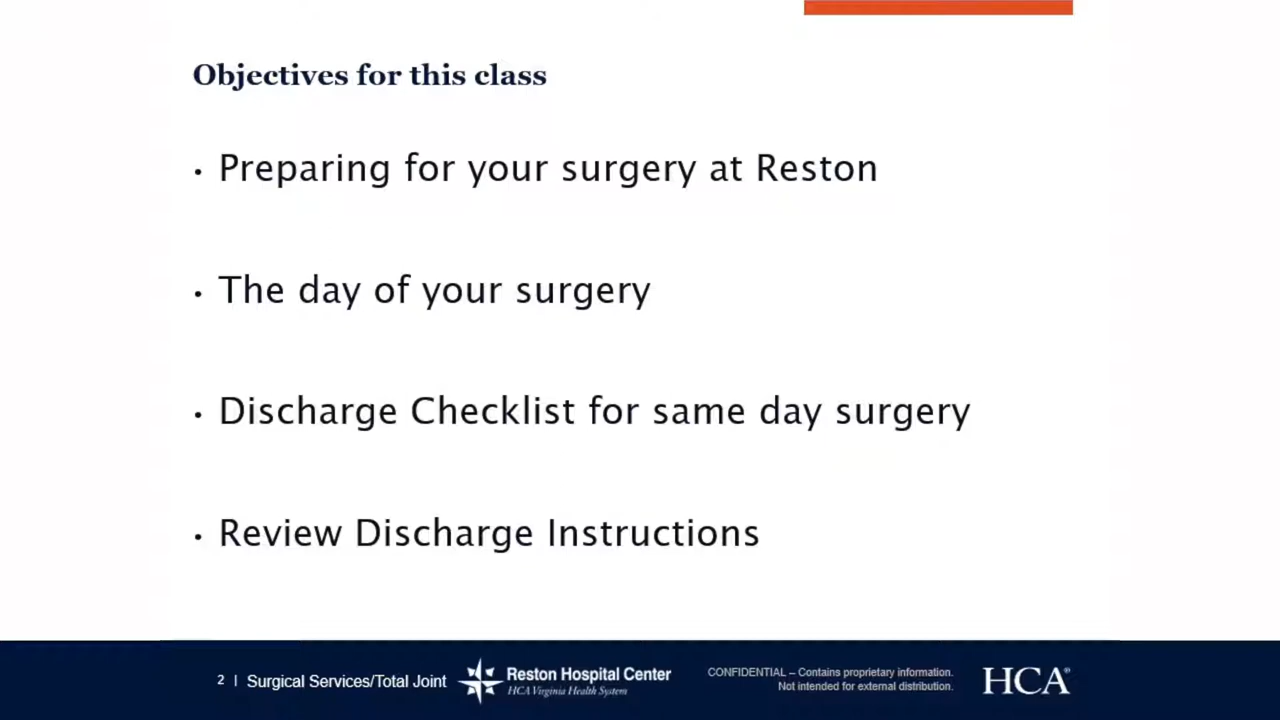 Objectives for this class
• Preparing for your surgery at Reston
• The day of your surgery
• Discharge Checklist for same day surgery
• Review Discharge Instructions
2 | Surgical Services/Total Joint
Reston Hospital Center
HCA Virginia Health System
CONFIDENTIAL – Contains proprietary information.
Not intended for external distribution.
HCA®